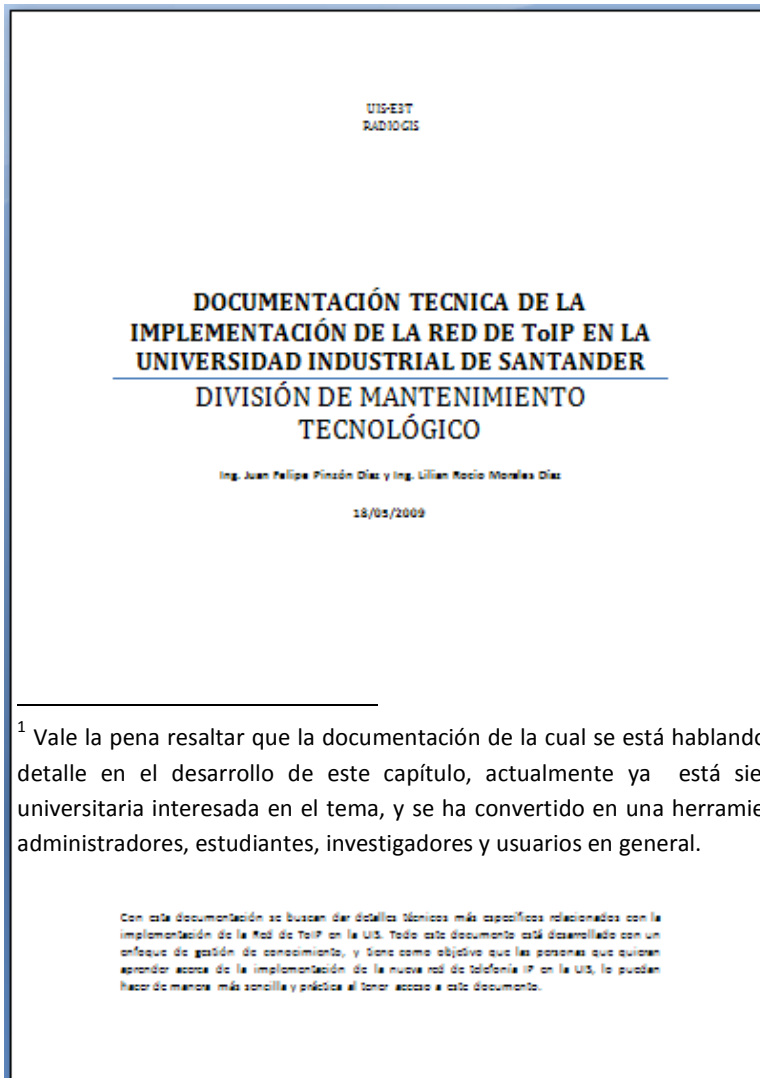 UIS-E3T
RADIOGIS
DOCUMENTACIÓN TECNICA DE LA
IMPLEMENTACIÓN DE LA RED DE ToIP EN LA
UNIVERSIDAD INDUSTRIAL DE SANTANDER
DIVISIÓN DE MANTENIMIENTO
TECNOLÓGICO
Ing. Juan Felipe Pinzón Díaz y Ing. Lilian Rocio Morales Díaz
18/05/2009
1 Vale la pena resaltar que la documentación de la cual se está hablando
detalle en el desarrollo de este capítulo, actualmente ya está sie
universitaria interesada en el tema, y se ha convertido en una herramie
administradores, estudiantes, investigadores y usuarios en general.
Con esta documentación se buscan dar detalles técnicos más específicos relacionados con la
implementación de la Red de ToIP en la UIS. Todo este documento está desarrollado con un
enfoque de gestión de conocimiento, y tiene como objetivo que las personas que quieran
aprender acerca de la implementación de la nueva red de telefonía IP en la UIS, lo puedan
hacer de manera más sencilla y práctica al tener acceso a este documento.